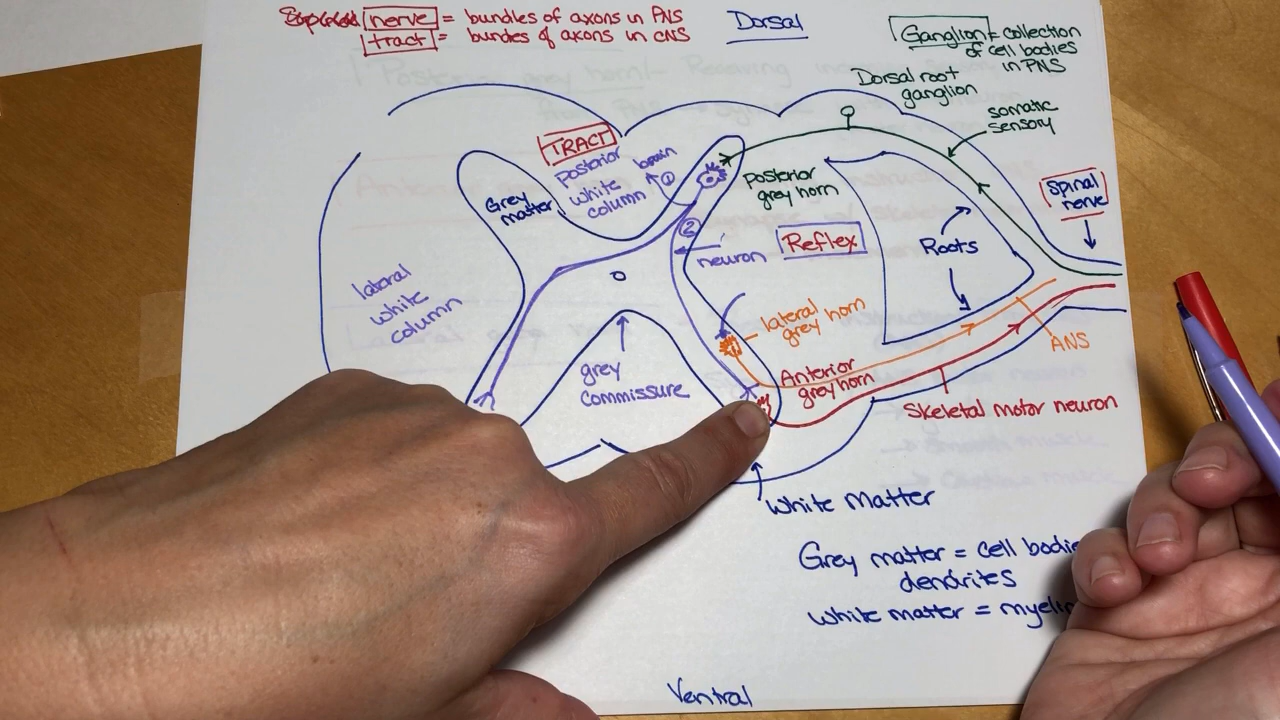 nerve = bundles of axons in PNS
tract = bundles of axons in CNS
Dorsal
Ganglion = collection
of cell bodies
in PNS
Dorsal root
ganglion
somatic
sensory
TRACT
posterior
white
column
brain
①
Grey
matter
posterior
grey horn
Spinal
nerve
②
neuron
Reflex
Roots
lateral
white
column
lateral
grey horn
grey
commissure
Anterior
grey horn
ANS
Skeletal motor neuron
White Matter
Grey matter = cell bodie
dendrites
white matter = myelin
Ventral